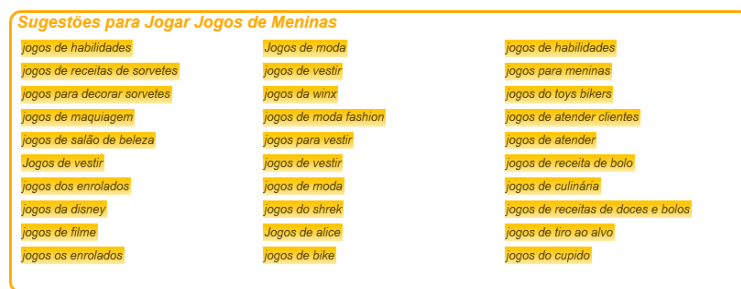 Sugestões para Jogar Jogos de Meninas
jogos de habilidades
jogos de receitas de sorvetes
jogos para decorar sorvetes
jogos de maquiagem
jogos de salão de beleza
Jogos de vestir
jogos dos enrolados
jogos da disney
jogos de filme
jogos os enrolados
Jogos de moda
jogos de vestir
jogos da winx
jogos de moda fashion
jogos para vestir
jogos de vestir
jogos de moda
jogos do shrek
Jogos de alice
jogos de bike
jogos de habilidades
jogos para meninas
jogos do toys bikers
jogos de atender clientes
jogos de atender
jogos de receita de bolo
jogos de culinária
jogos de receitas de doces e bolos
jogos de tiro ao alvo
jogos do cupido